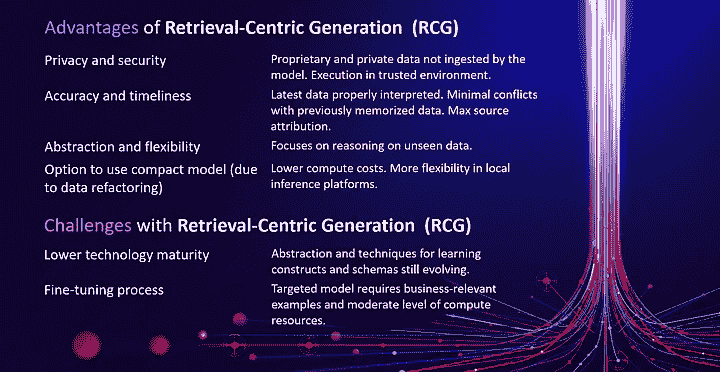 Advantages of Retrieval-Centric Generation (RCG)
Privacy and security
Proprietary and private data not ingested by the
model. Execution in trusted environment.
Accuracy and timeliness
Latest data properly interpreted. Minimal conflicts
with previously memorized data. Max source
attribution.
Abstraction and flexibility
Focuses on reasoning on unseen data.
Option to use compact model (due
to data refactoring)
Lower compute costs. More flexibility in local
inference platforms.
Challenges with Retrieval-Centric Generation (RCG)
Lower technology maturity
Abstraction and techniques for learning
constructs and schemas still evolving.
Fine-tuning process
Targeted model requires business-relevant
examples and moderate level of compute
resources.